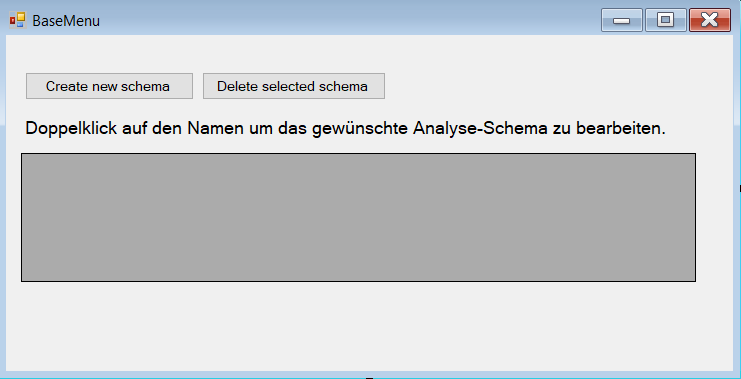 BaseMenu
Create new schema Delete selected schema
Doppelklick auf den Namen um das gewünschte Analyse-Schema zu bearbeiten.